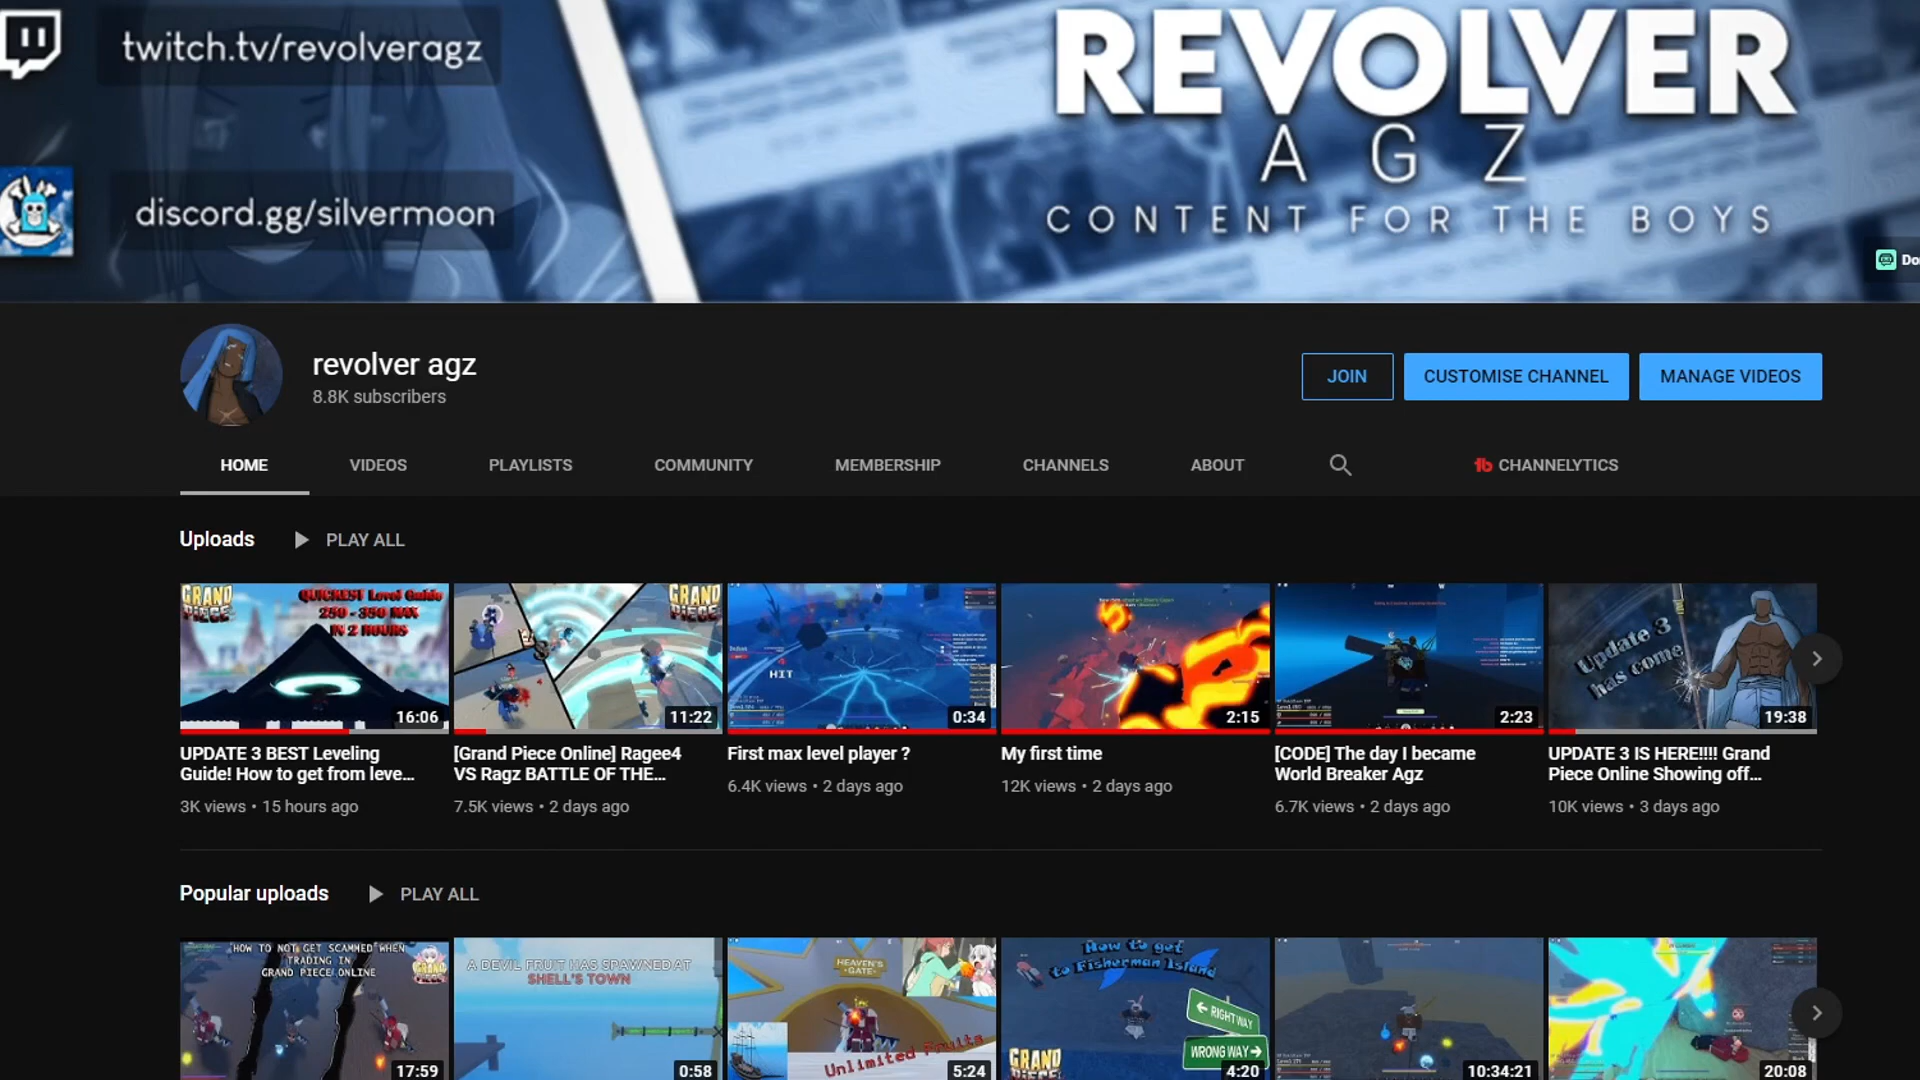 twitch.tv/revolveragz
discord.gg/silvermoon
REVOLVER
AGZ
CONTENT FOR THE BOYS
revolver agz
8.8K subscribers
JOIN
CUSTOMISE CHANNEL
MANAGE VIDEOS
HOME
VIDEOS
PLAYLISTS
COMMUNITY
MEMBERSHIP
CHANNELS
ABOUT
CHANNELYTICS
Uploads
PLAY ALL
GRAND
PIECE
QUICKEST Level Guide
250 - 350 MAX
IN 2 HOURS
16:06
GRAND
PIECE
11:22
HIT
0:34
2:15
2:23
Update 3
has come
19:38
UPDATE 3 BEST Leveling
Guide! How to get from leve...
3K views • 15 hours ago
[Grand Piece Online] Ragee4
VS Ragz BATTLE OF THE...
7.5K views • 2 days ago
First max level player ?
6.4K views • 2 days ago
My first time
12K views • 2 days ago
[CODE] The day I became
World Breaker Agz
6.7K views • 2 days ago
UPDATE 3 IS HERE!!!! Grand
Piece Online Showing off...
10K views • 3 days ago
Popular uploads
PLAY ALL
HOW TO NOT GET SCAMMED WHEN
TRADING IN
GRAND PIECE ONLINE
GRAND
17:59
A DEVIL FRUIT HAS SPAWNED AT
SHELL'S TOWN
0:58
HEAVEN'S
GATE
Unlimited Fruits
5:24
How to get
to Fisherman Island
RIGHT WAY
WRONG WAY
GRAND
PIECE
4:20
10:34:21
20:08